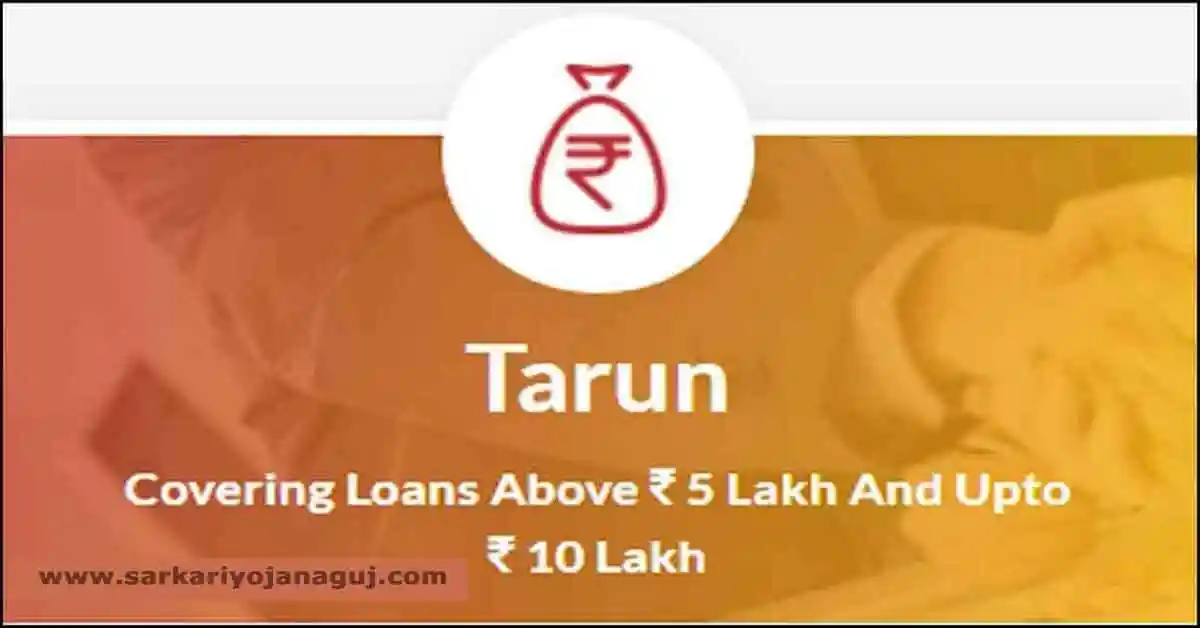 ₹
Tarun
Covering Loans Above ₹ 5 Lakh And Upto
₹ 10 Lakh
www.sarkariyojanaguj.com